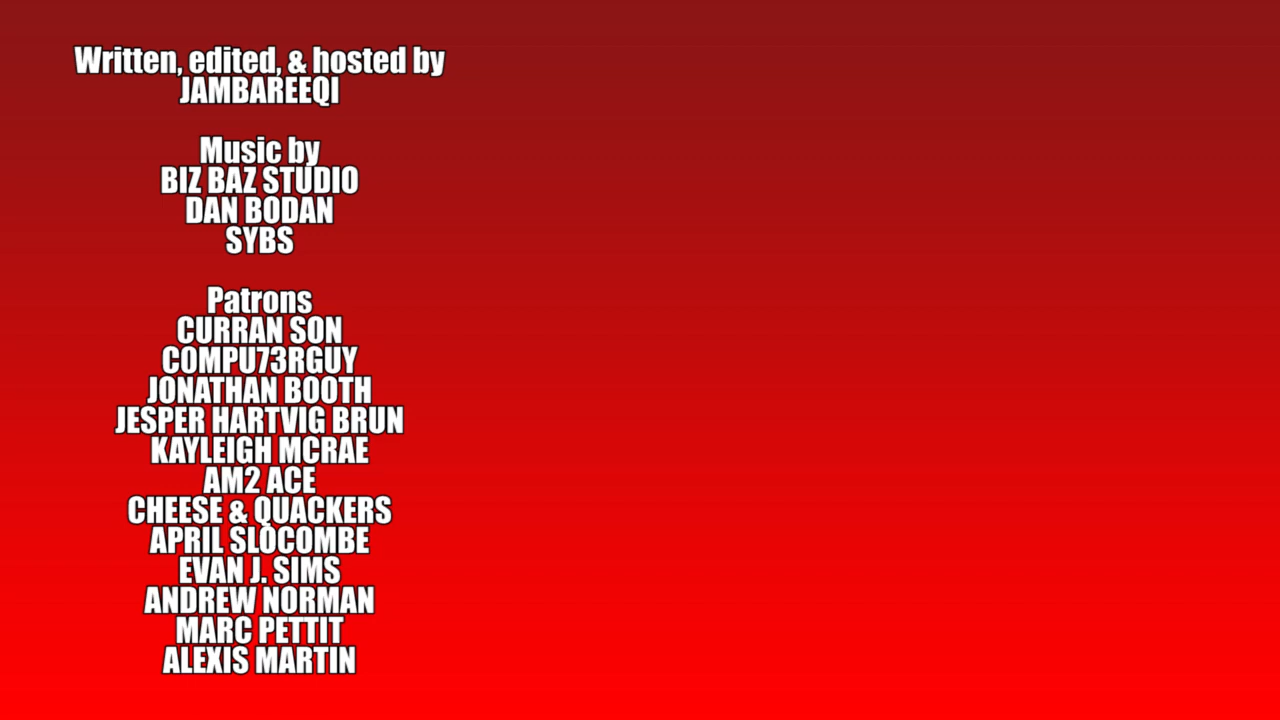 Written, edited, & hosted by
JAMBAREEQI
Music by
BIZ BAZ STUDIO
DAN BODAN
SYBS
Patrons
CURRAN SON
COMPU73RGUY
JONATHAN BOOTH
JESPER HARTVIG BRUN
KAYLEIGH MCRAE
AM2 ACE
CHEESE & QUACKERS
APRIL SLOCOMBE
EVAN J. SIMS
ANDREW NORMAN
MARC PETTIT
ALEXIS MARTIN